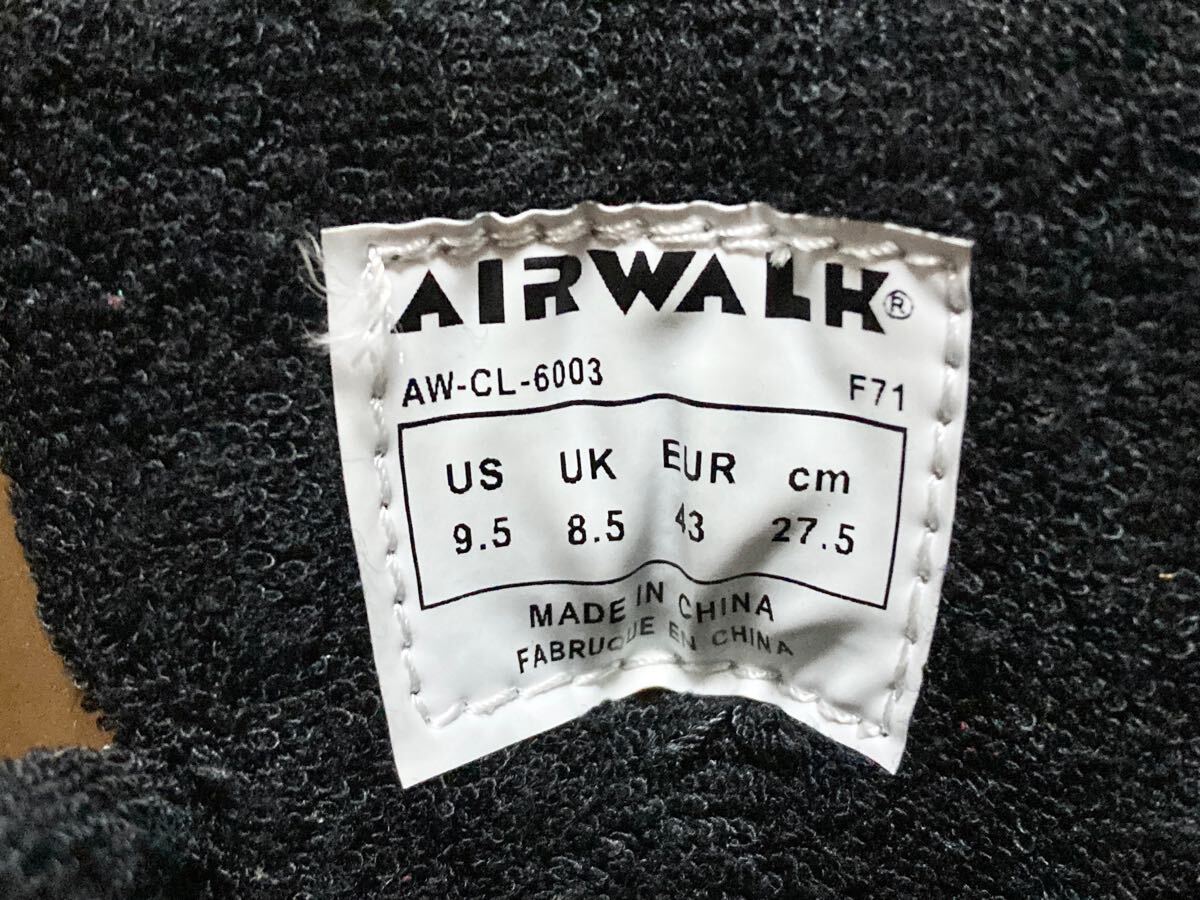 AIRWALK®
AW-CL-6003 F71
US UK EUR cm
9.5 8.5 43 27.5
MADE IN CHINA
FABRUQUE EN CHINA